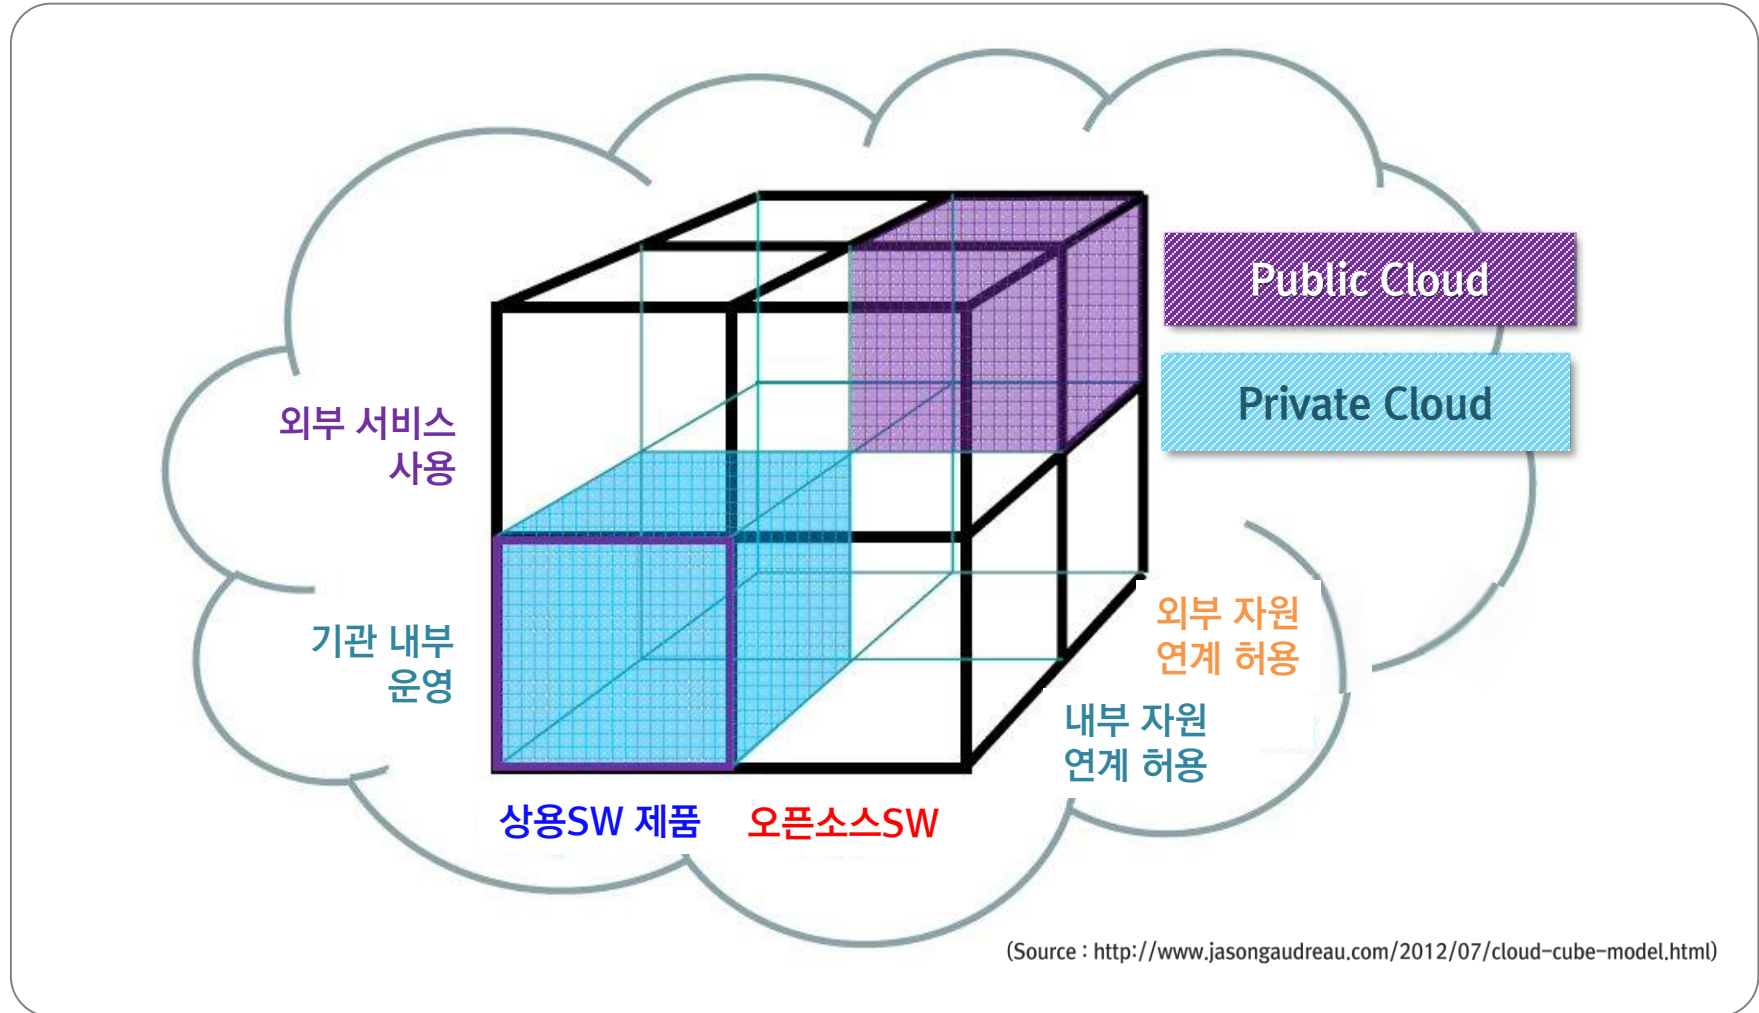 Public Cloud
Private Cloud
외부 서비스
사용
기관 내부
운영
외부 자원
연계 허용
내부 자원
연계 허용
상용SW 제품
오픈소스SW
(Source : http://www.jasongaudreau.com/2012/07/cloud-cube-model.html)